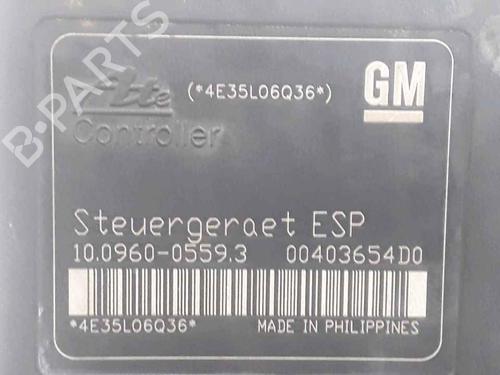 B-PARTS
Ate (*4E35L06Q36*) GM
Controller
Steuergeraet ESP
10.0960-0559.3 00403654D0
*4E35L06Q36* MADE IN PHILIPPINES